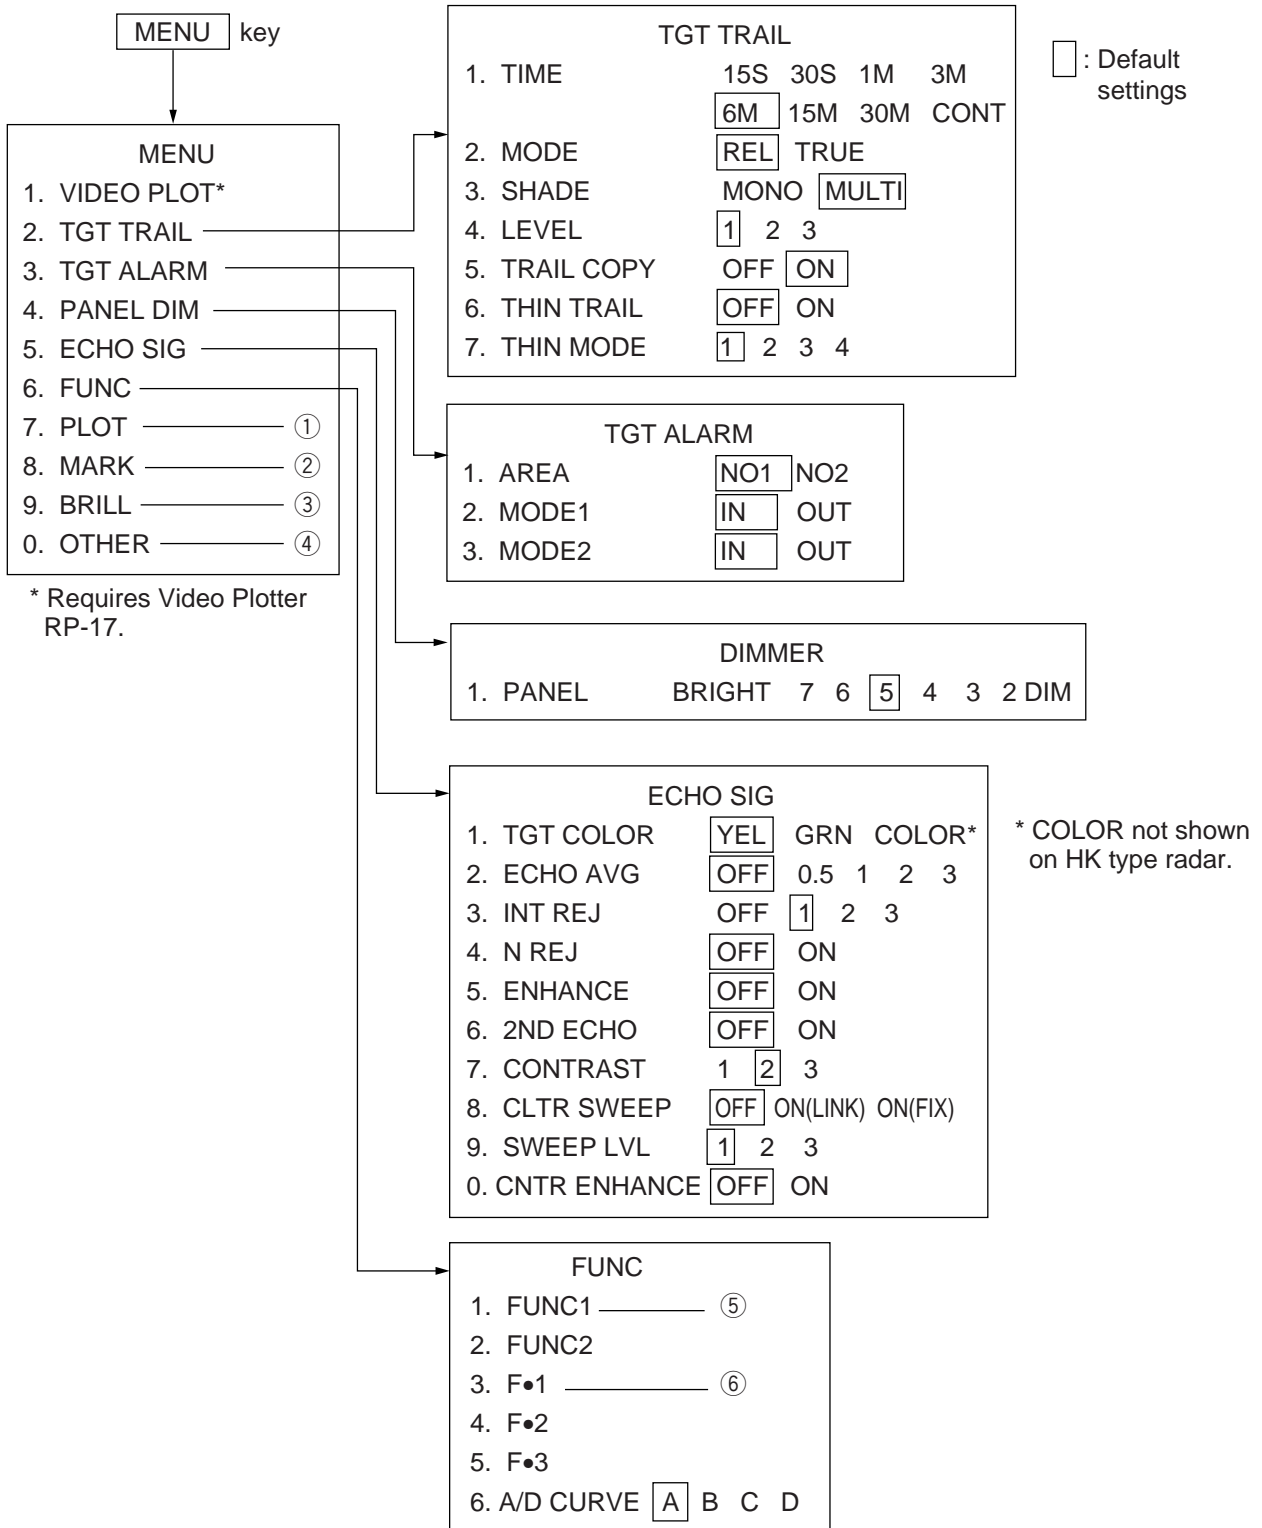 MENU key
MENU
1. VIDEO PLOT*
2. TGT TRAIL
3. TGT ALARM
4. PANEL DIM
5. ECHO SIG
6. FUNC
7. PLOT ①
8. MARK ②
9. BRILL ③
0. OTHER ④
* Requires Video Plotter
RP-17.
TGT TRAIL
1. TIME 15S 30S 1M 3M
6M 15M 30M CONT
2. MODE REL TRUE
3. SHADE MONO MULTI
4. LEVEL 1 2 3
5. TRAIL COPY OFF ON
6. THIN TRAIL OFF ON
7. THIN MODE 1 2 3 4
: Default
settings
TGT ALARM
1. AREA NO1 NO2
2. MODE1 IN OUT
3. MODE2 IN OUT
DIMMER
1. PANEL BRIGHT 7 6 5 4 3 2 DIM
ECHO SIG
1. TGT COLOR YEL GRN COLOR*
2. ECHO AVG OFF 0.5 1 2 3
3. INT REJ OFF 1 2 3
4. N REJ OFF ON
5. ENHANCE OFF ON
6. 2ND ECHO OFF ON
7. CONTRAST 1 2 3
8. CLTR SWEEP OFF ON(LINK) ON(FIX)
9. SWEEP LVL 1 2 3
0. CNTR ENHANCE OFF ON
* COLOR not shown
on HK type radar.
FUNC
1. FUNC1 ⑤
2. FUNC2
3. F•1 ⑥
4. F•2
5. F•3
6. A/D CURVE A B C D